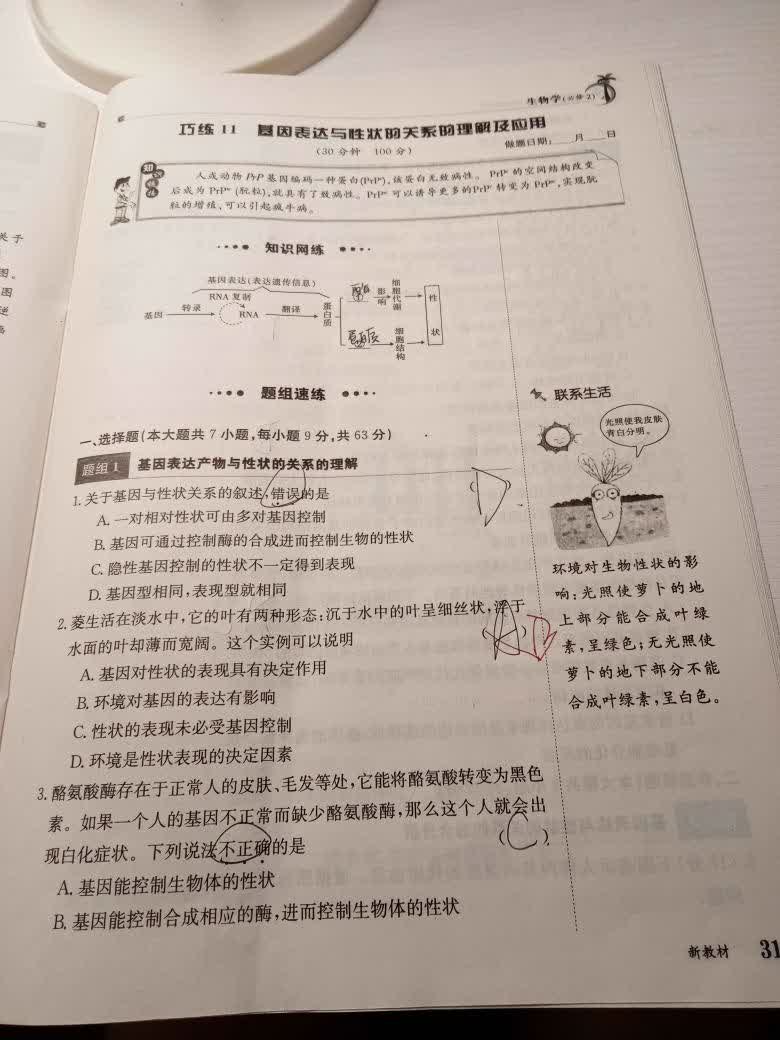 生物学(必修2)
巧练 11 基因表达与性状的关系的理解及应用
(30 分钟 100 分)
做题日期: 月 日
人或动物 PrP 基因编码一种蛋白(PrPᶜ),该蛋白无致病性。PrPᶜ 的空间结构改变
后成为 PrPˢᶜ (朊粒),就具有了致病性。PrPˢᶜ 可以诱导更多的PrPᶜ 转变为 PrPˢᶜ,实现朊
粒的增殖、可以引起疯牛病。
知识网练
基因表达(表达遗传信息)
RNA 复制
基因 转录 RNA 翻译 蛋白质
酶 ① 影响 细胞代谢
② 细胞结构
性状
题组速练
一、选择题(本大题共 7 小题,每小题 9 分,共 63 分)
题组 1 基因表达产物与性状的关系的理解
1. 关于基因与性状关系的叙述,错误的是
( D )
A. 一对相对性状可由多对基因控制
B. 基因可通过控制酶的合成进而控制生物的性状
C. 隐性基因控制的性状不一定得到表现
D. 基因型相同,表现型就相同
2. 菱生活在淡水中,它的叶有两种形态:沉于水中的叶呈细丝状,浮于
水面的叶却薄而宽阔。这个实例可以说明
(A) B
A. 基因对性状的表现具有决定作用
B. 环境对基因的表达有影响
C. 性状的表现未必受基因控制
D. 环境是性状表现的决定因素
3. 酪氨酸酶存在于正常人的皮肤、毛发等处,它能将酪氨酸转变为黑色
素。如果一个人的基因不正常而缺少酪氨酸酶,那么这个人就会出
现白化症状。下列说法不正确的是
( C )
A. 基因能控制生物体的性状
B. 基因能控制合成相应的酶,进而控制生物体的性状
联系生活
光照使我皮肤
青白分明。
环境对生物性状的影
响:光照使萝卜的地
上部分能合成叶绿
素,呈绿色;无光照使
萝卜的地下部分不能
合成叶绿素,呈白色。
新教材 31